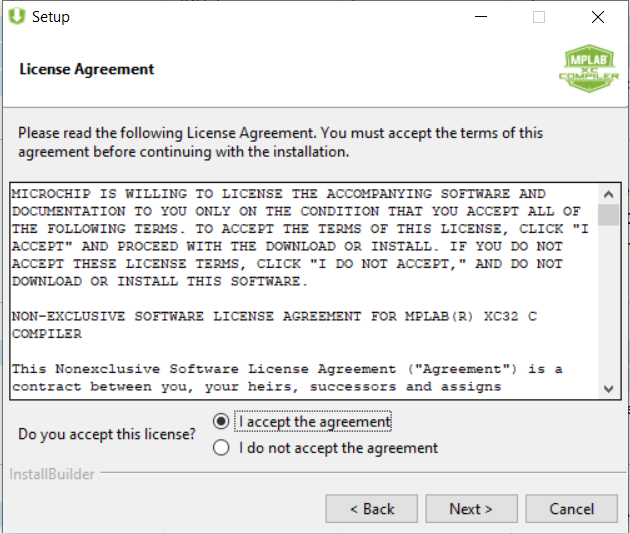 Setup
License Agreement
MPLAB
XC
COMPILER
Please read the following License Agreement. You must accept the terms of this
agreement before continuing with the installation.
MICROCHIP IS WILLING TO LICENSE THE ACCOMPANYING SOFTWARE AND
DOCUMENTATION TO YOU ONLY ON THE CONDITION THAT YOU ACCEPT ALL OF
THE FOLLOWING TERMS. TO ACCEPT THE TERMS OF THIS LICENSE, CLICK "I
ACCEPT" AND PROCEED WITH THE DOWNLOAD OR INSTALL. IF YOU DO NOT
ACCEPT THESE LICENSE TERMS, CLICK "I DO NOT ACCEPT," AND DO NOT
DOWNLOAD OR INSTALL THIS SOFTWARE.
NON-EXCLUSIVE SOFTWARE LICENSE AGREEMENT FOR MPLAB(R) XC32 C
COMPILER
This Nonexclusive Software License Agreement ("Agreement") is a
contract between you, your heirs, successors and assigns
Do you accept this license?
I accept the agreement
I do not accept the agreement
InstallBuilder
< Back
Next >
Cancel